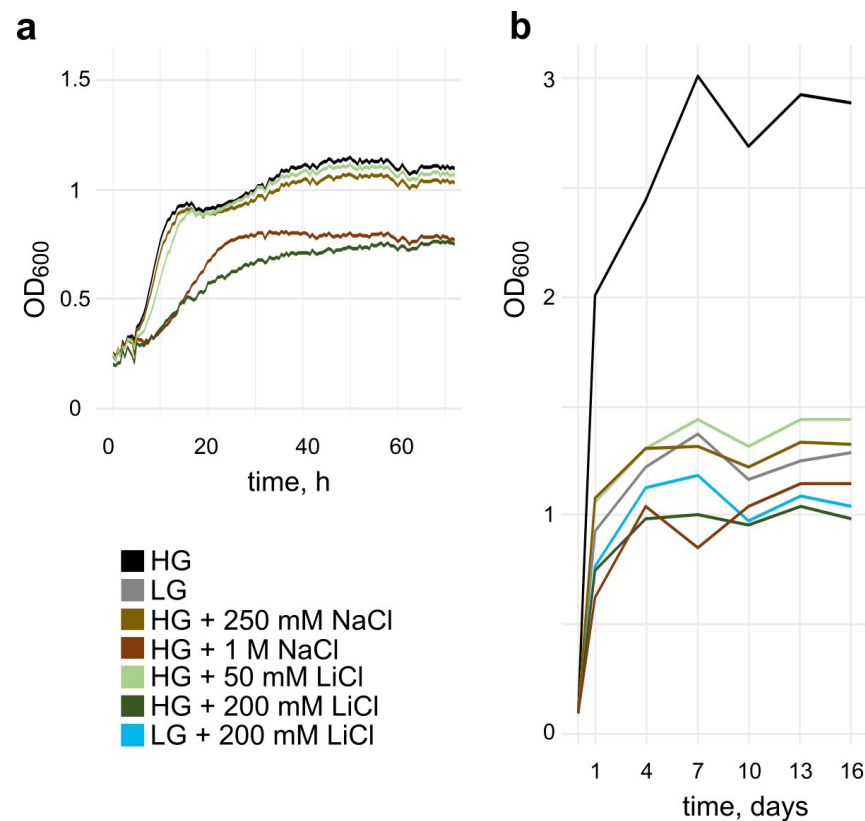 a
1.5
1
0.5
0
OD600
0 20 40 60
time, h
HG
LG
HG + 250 mM NaCl
HG + 1 M NaCl
HG + 50 mM LiCl
HG + 200 mM LiCl
LG + 200 mM LiCl
b
3
2
1
0
OD600
1 4 7 10 13 16
time, days